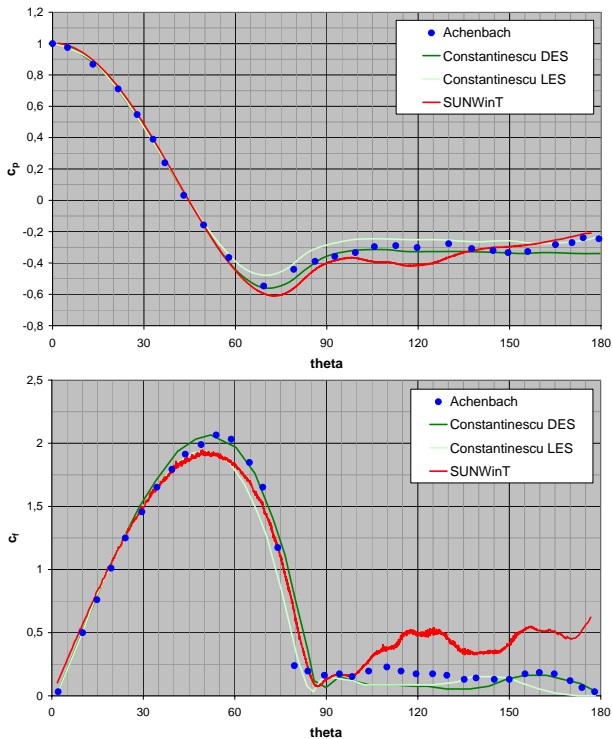 1,2
1
0,8
0,6
0,4
0,2
0
-0,2
-0,4
-0,6
-0,8
cp
0 30 60 90 120 150 180
theta
Achenbach
Constantinescu DES
Constantinescu LES
SUNWinT
2,5
2
1,5
1
0,5
0
cf
0 30 60 90 120 150 180
theta
Achenbach
Constantinescu DES
Constantinescu LES
SUNWinT